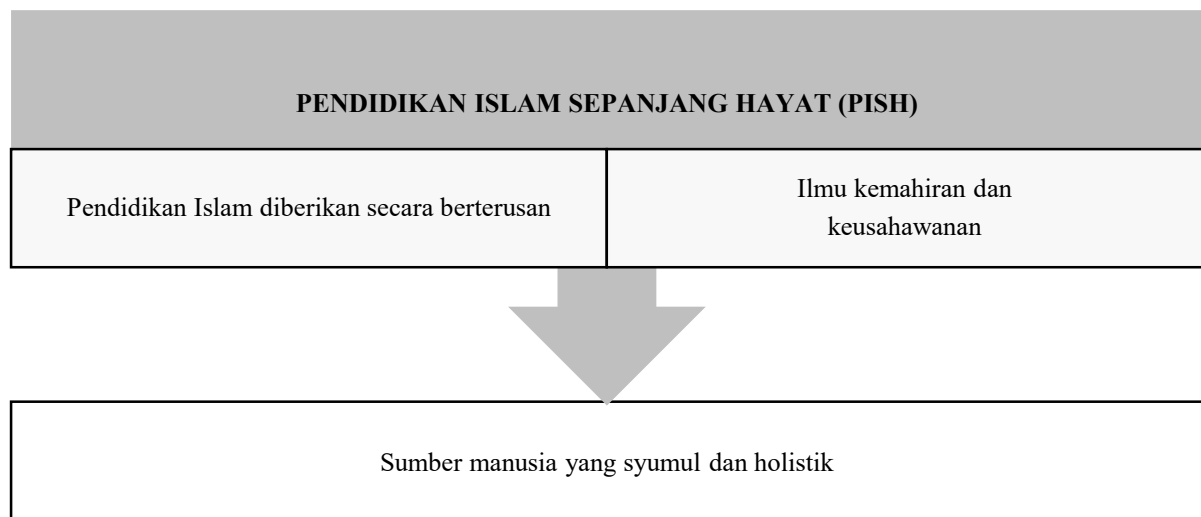 PENDIDIKAN ISLAM SEPANJANG HAYAT (PISH)
Pendidikan Islam diberikan secara berterusan
Ilmu kemahiran dan
keusahawanan
Sumber manusia yang syumul dan holistik